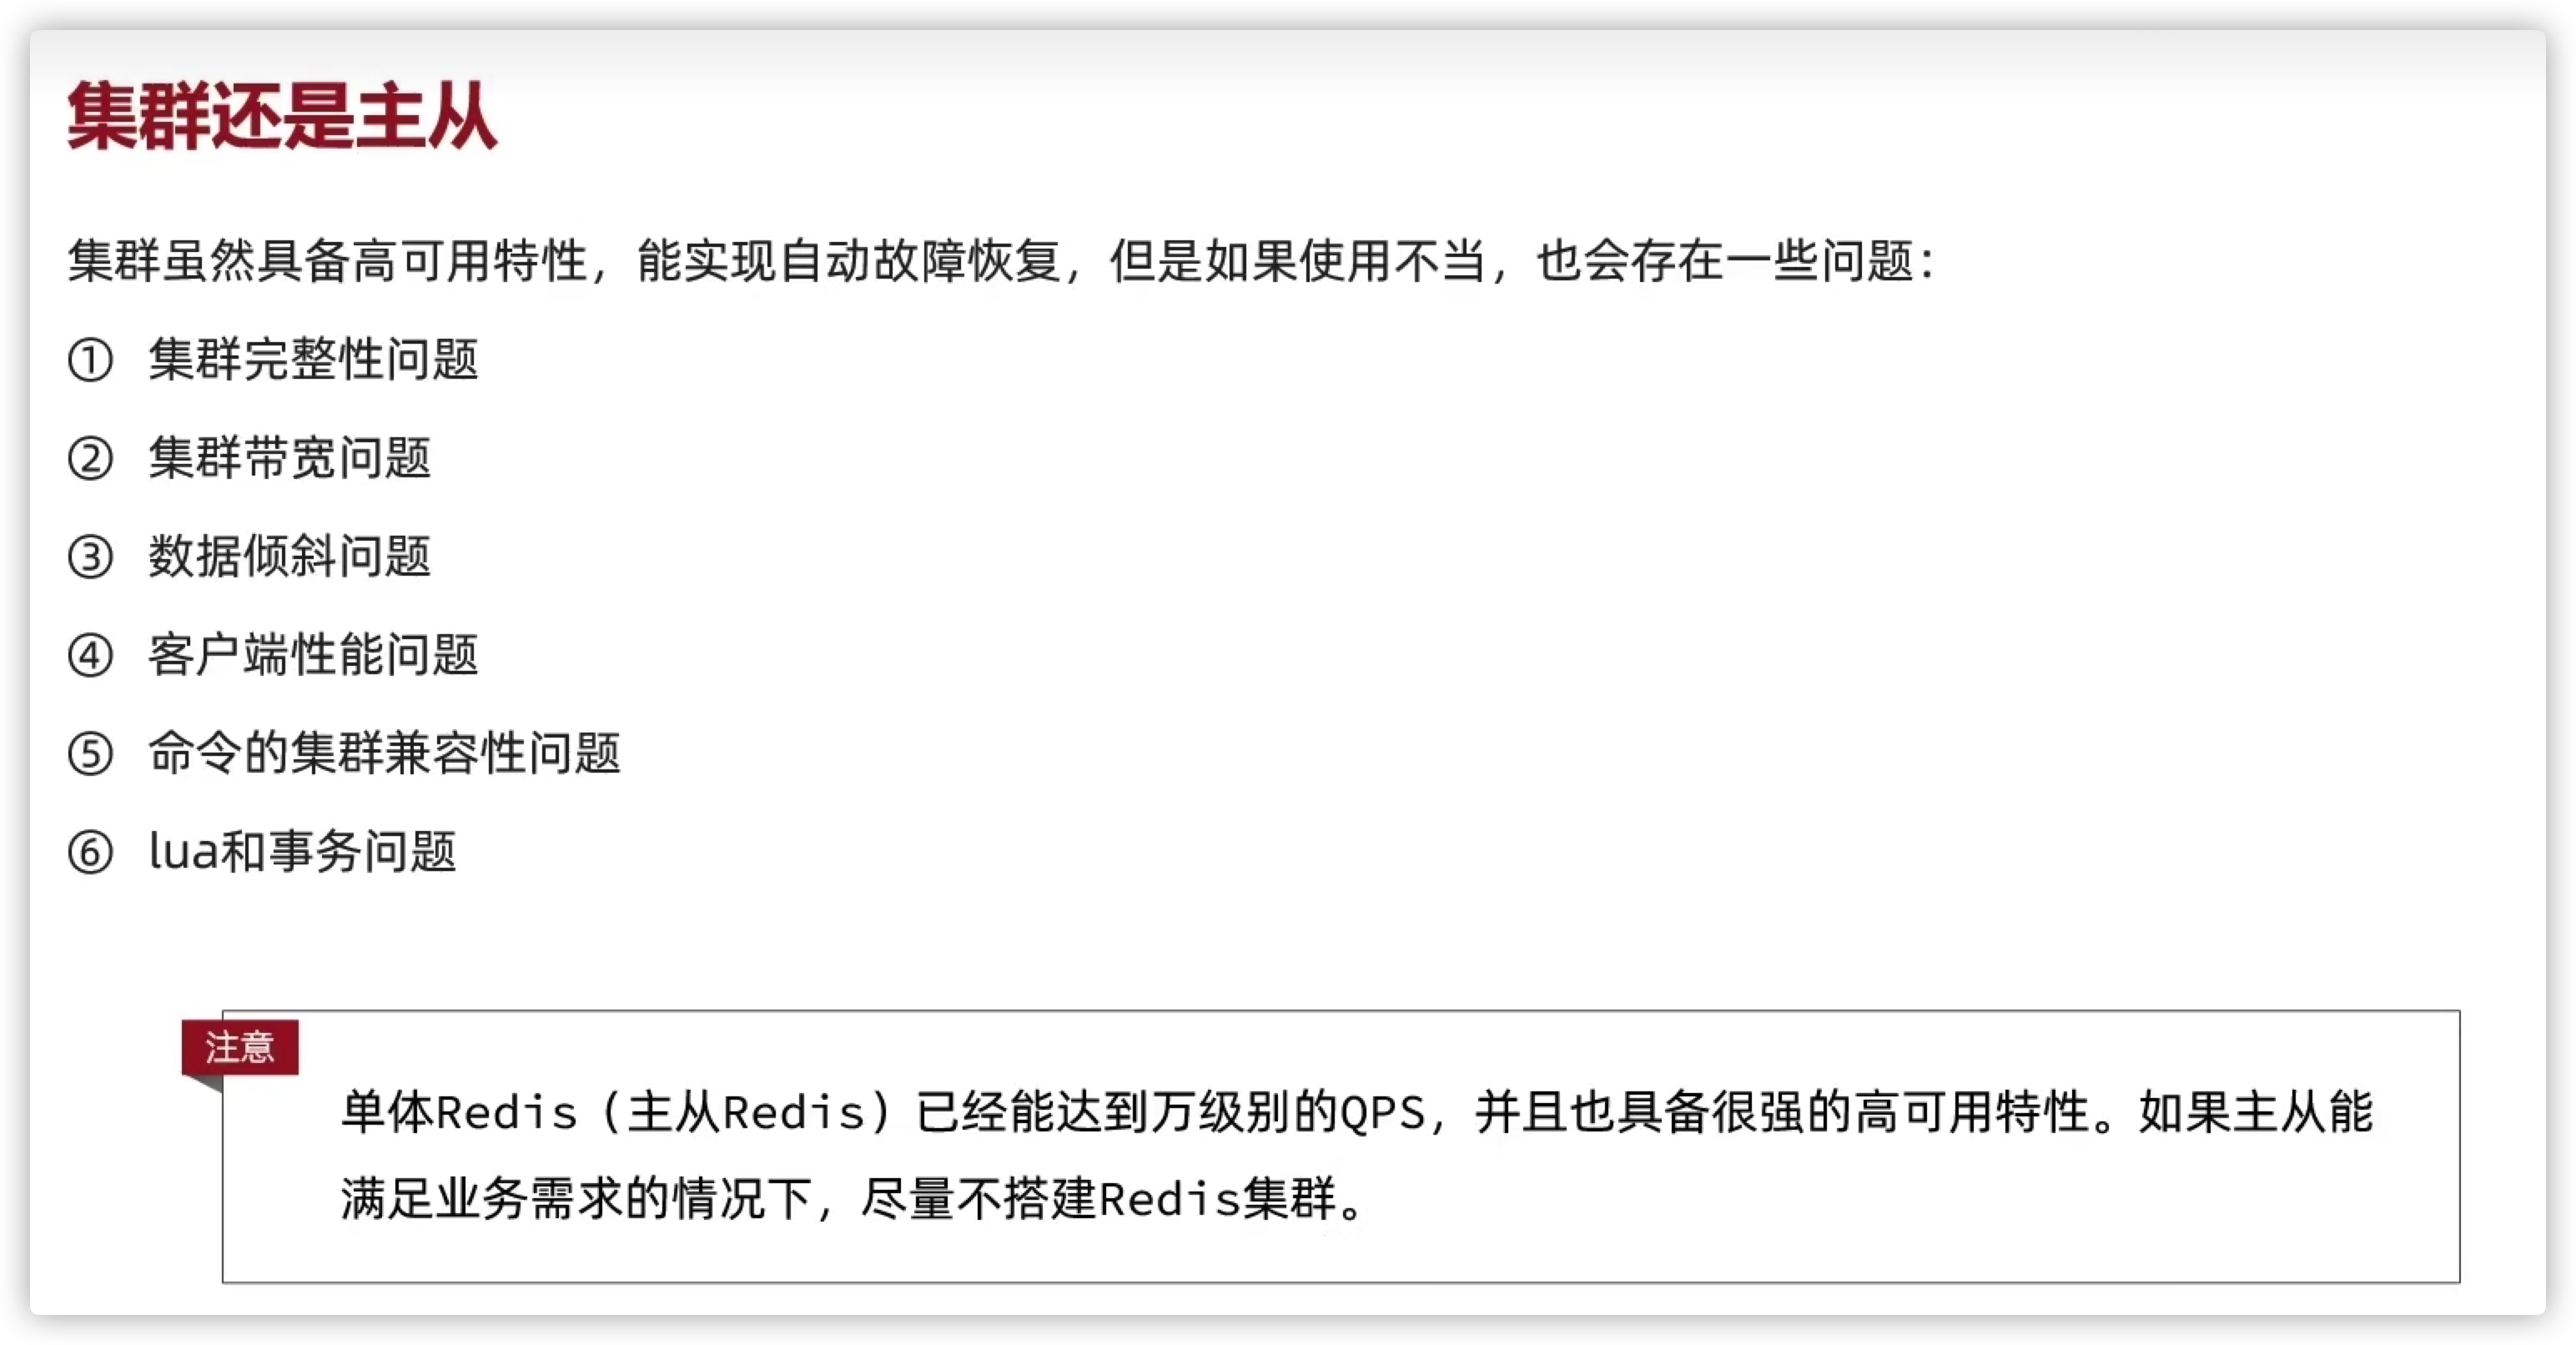 集群还是主从
集群虽然具备高可用特性，能实现自动故障恢复，但是如果使用不当，也会存在一些问题：
① 集群完整性问题
② 集群带宽问题
③ 数据倾斜问题
④ 客户端性能问题
⑤ 命令的集群兼容性问题
⑥ lua和事务问题
注意
单体Redis（主从Redis）已经能达到万级别的QPS，并且也具备很强的高可用特性。如果主从能
满足业务需求的情况下，尽量不搭建Redis集群。